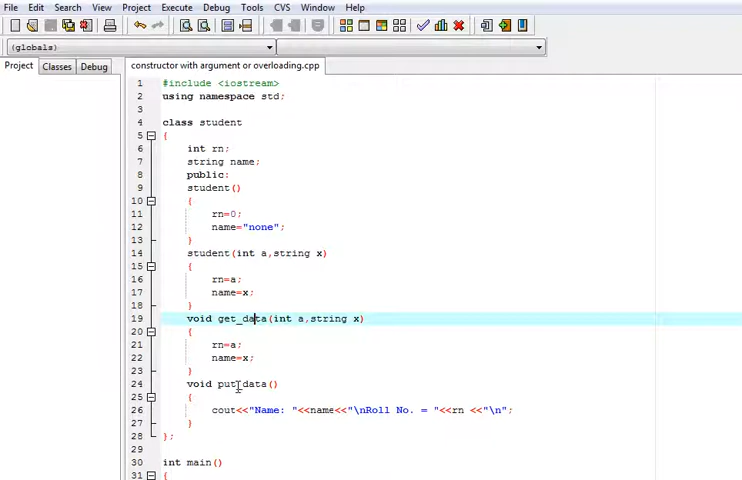 File Edit Search View Project Execute Debug Tools CVS Window Help
(globals)
Project Classes Debug constructor with argument or overloading.cpp
1 #include <iostream>
2 using namespace std;
3
4 class student
5 {
6 int rn;
7 string name;
8 public:
9 student()
10 {
11 rn=0;
12 name="none";
13 }
14 student(int a,string x)
15 {
16 rn=a;
17 name=x;
18 }
19 void get_data(int a,string x)
20 {
21 rn=a;
22 name=x;
23 }
24 void put_data()
25 {
26 cout<<"Name: "<<name<<"\nRoll No. = "<<rn <<"\n";
27 }
28 };
29
30 int main()
31 {